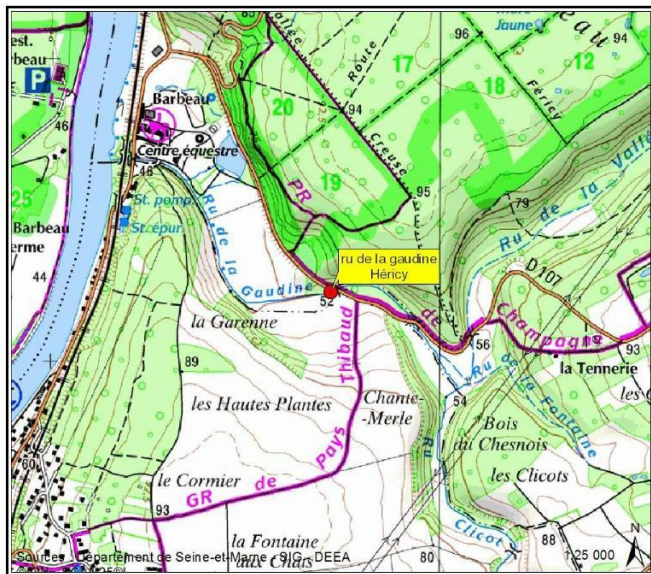 85
Vallée
Route
Jaune
94
96
17
18
12
Féricy
est.
P
Barbeau
46
20
94
Creuse
Centre équestre
48
25
St. pomp.
St. épur.
Barbeau
Ru de la Gaudine
PR
19
95
79
Ru de la Vallée
44
ru de la gaudine
Héricy
52
D 107
la Garenne
Thibaud
de
Champagne
56
93
la Tennerie
89
les Hautes Plantes
Chante-
Merle
Ru de la Fontaine
54
Bois
du Chesnois
les Clicots
60
le Cormier
GR de Pays
Ru
Clicot
93
la Fontaine
aux Chats
80
88
N
1:25 000
Sources : Département de Seine-et-Marne - SIG - DEEA